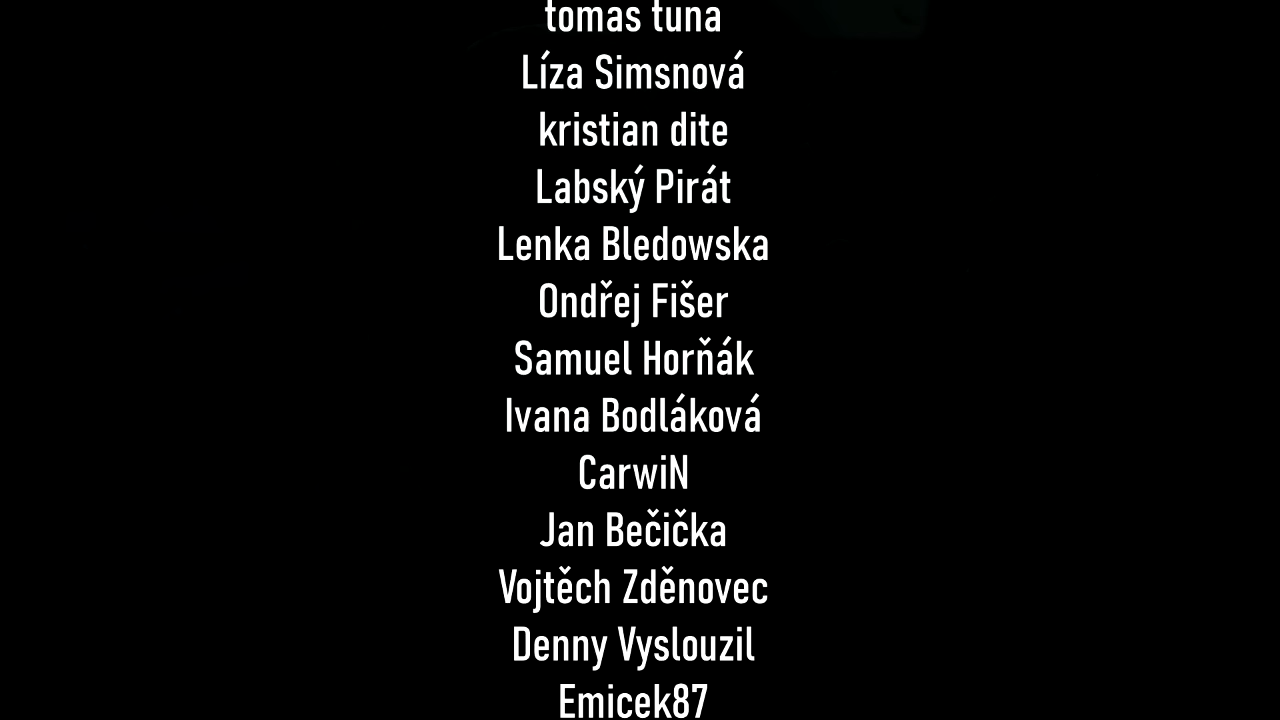 tomas tuna
Líza Simsnová
kristian dite
Labský Pirát
Lenka Bledowska
Ondřej Fišer
Samuel Horňák
Ivana Bodláková
CarwiN
Jan Bečička
Vojtěch Zděnovec
Denny Vyslouzil
Emicek87